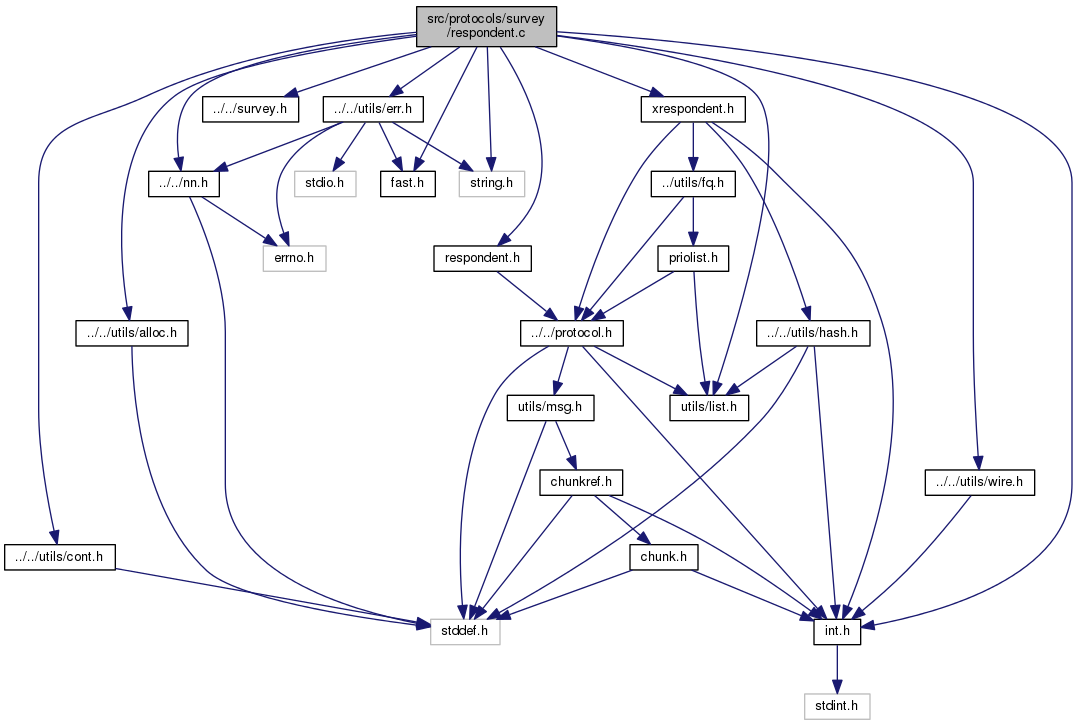 src/protocols/survey
/respondent.c
../../survey.h
../../utils/err.h
xrespondent.h
../../nn.h
stdio.h
fast.h
string.h
../utils/fq.h
errno.h
respondent.h
priolist.h
../../utils/alloc.h
../../protocol.h
../../utils/hash.h
utils/msg.h
utils/list.h
chunkref.h
../../utils/wire.h
../../utils/cont.h
chunk.h
stddef.h
int.h
stdint.h